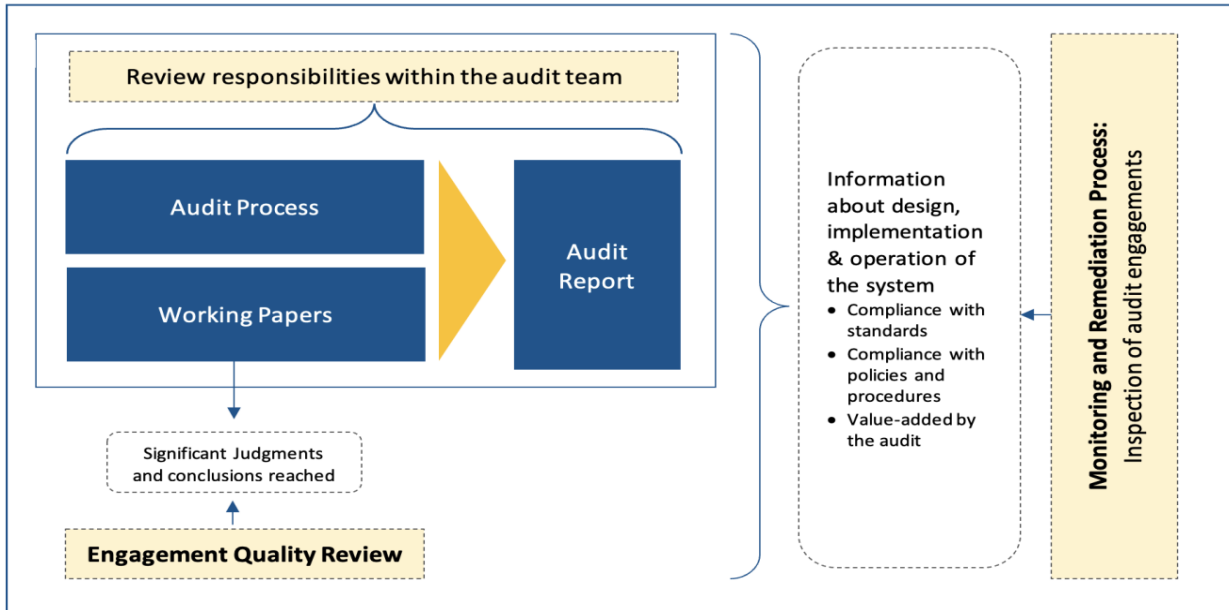 Review responsibilities within the audit team
Audit Process
Working Papers
Audit
Report
Significant Judgments
and conclusions reached
Engagement Quality Review
Information
about design,
implementation
& operation of
the system
• Compliance with
standards
• Compliance with
policies and
procedures
• Value-added by
the audit
Monitoring and Remediation Process:
Inspection of audit engagements